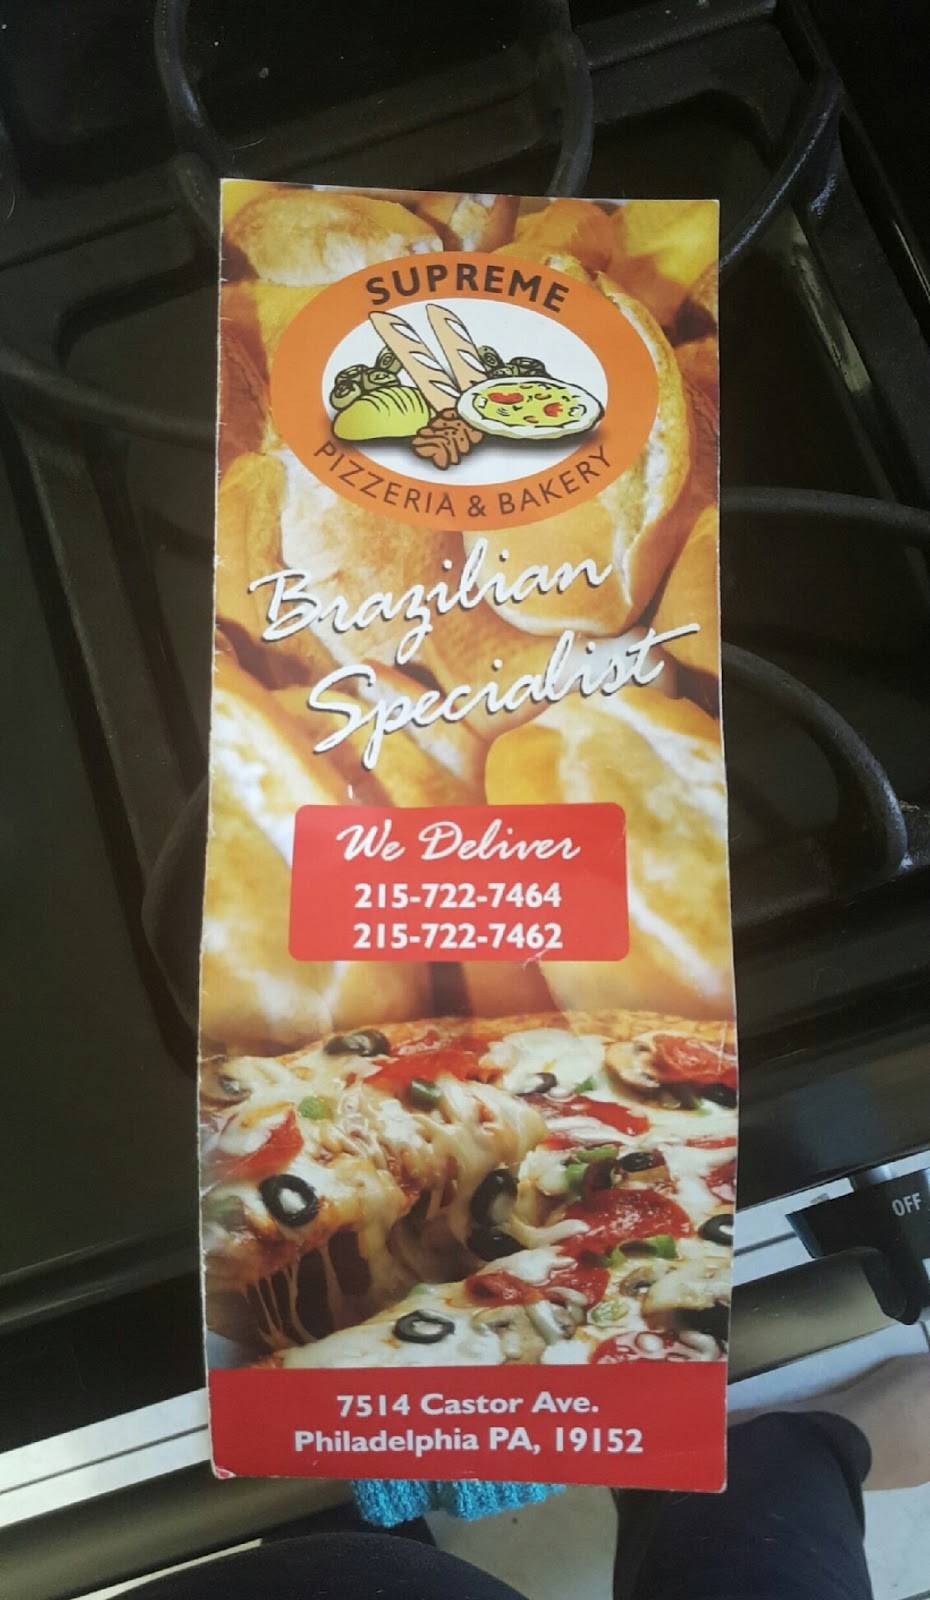 SUPREME
PIZZERIA & BAKERY
Brazilian
Specialist
We Deliver
215-722-7464
215-722-7462
7514 Castor Ave.
Philadelphia PA, 19152
OFF